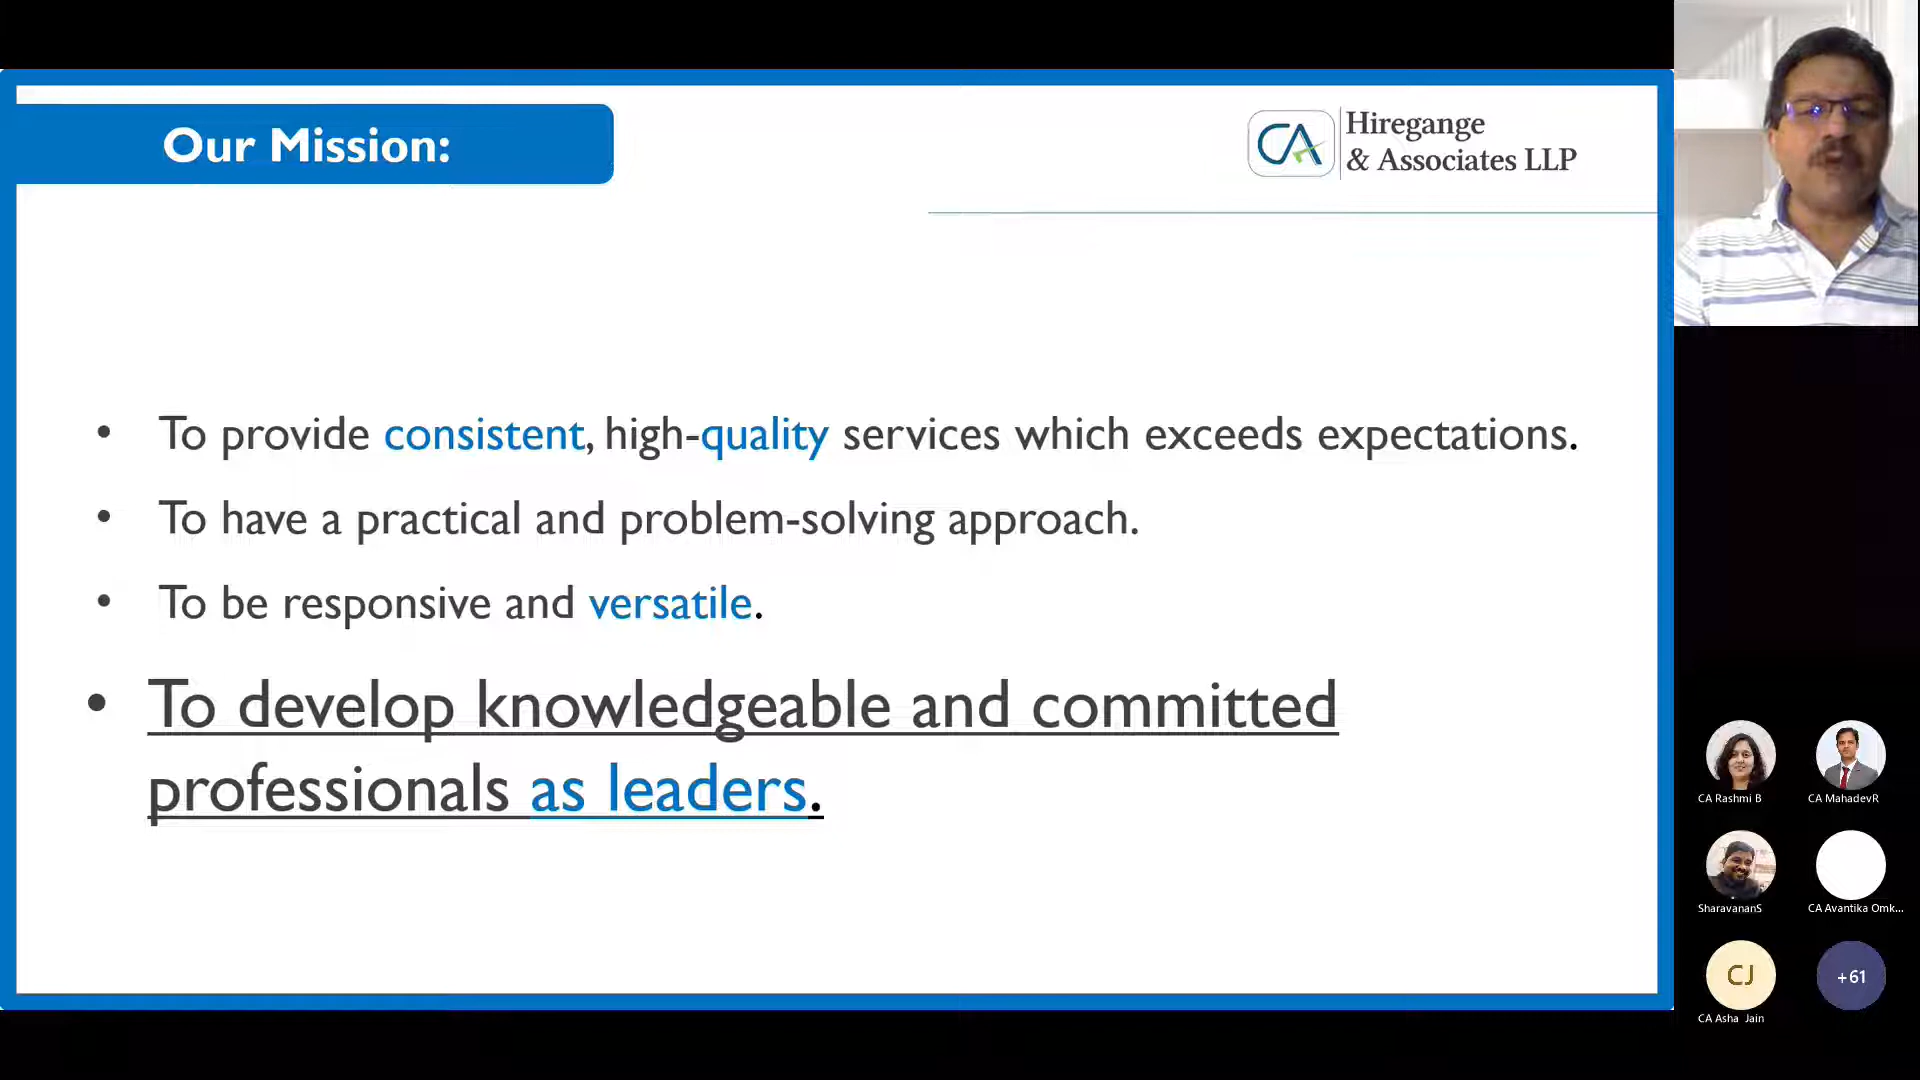 Our Mission:
CA
Hiregange
& Associates LLP
• To provide consistent, high-quality services which exceeds expectations.
• To have a practical and problem-solving approach.
• To be responsive and versatile.
• To develop knowledgeable and committed
professionals as leaders.
CA Rashmi B
CA MahadevR
SharavananS
CA Avantika Omk...
CJ
+61
CA Asha Jain